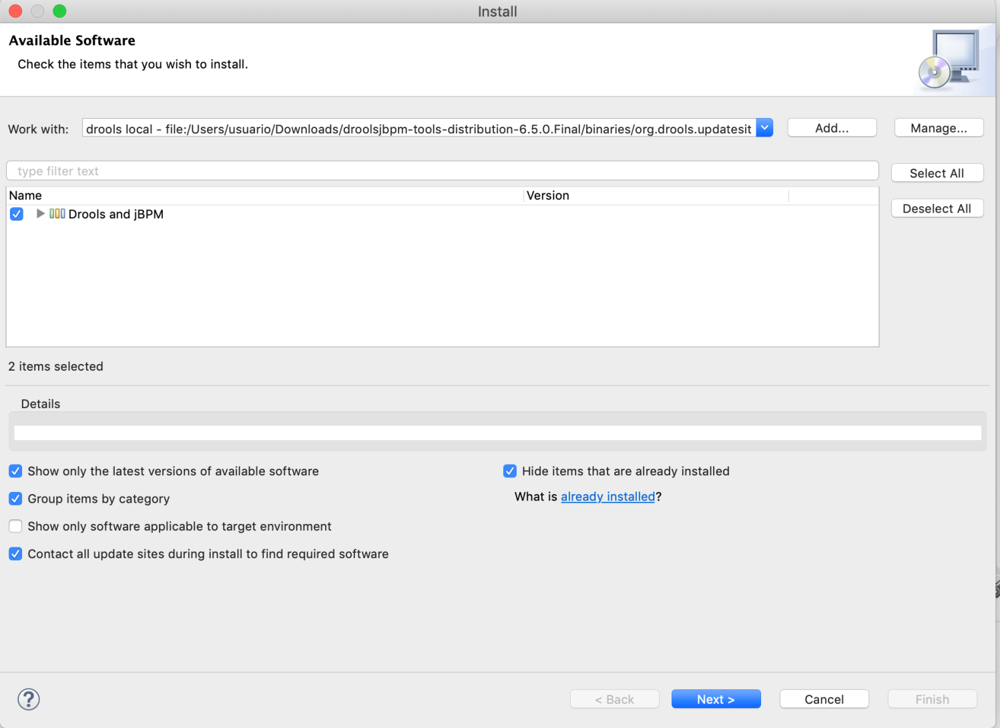 Install
Available Software
Check the items that you wish to install.
Work with: drools local - file:/Users/usuario/Downloads/droolsjbpm-tools-distribution-6.5.0.Final/binaries/org.drools.updatesit Add... Manage...
type filter text Select All
Name Version
Drools and jBPM Deselect All
2 items selected
Details
Show only the latest versions of available software Hide items that are already installed
Group items by category What is already installed?
Show only software applicable to target environment
Contact all update sites during install to find required software
? < Back Next > Cancel Finish